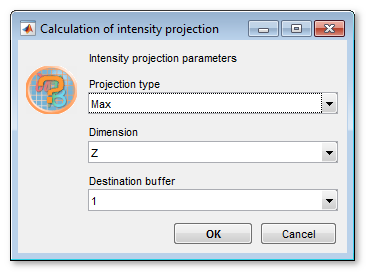 Calculation of intensity projection
Intensity projection parameters
Projection type
Max
Dimension
Z
Destination buffer
1
OK Cancel